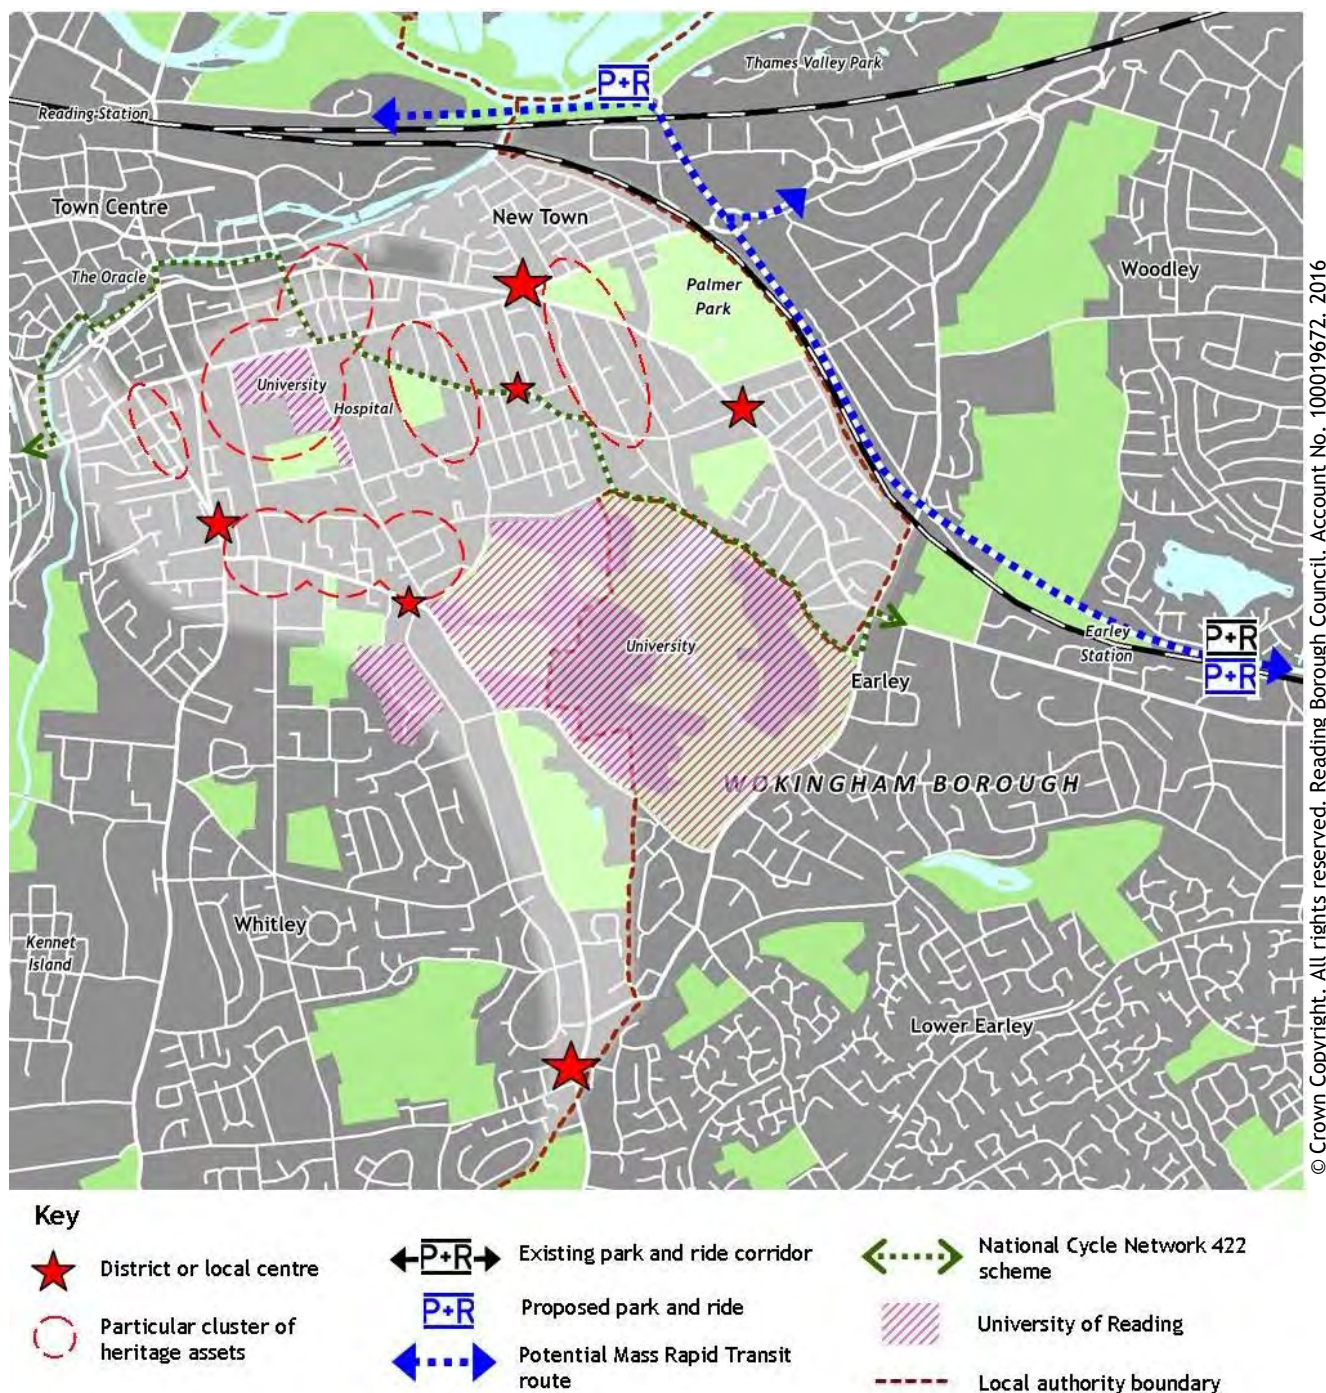 Thames Valley Park
P+R
Reading Station
Town Centre
New Town
The Oracle
Palmer
Park
Woodley
University
Hospital
University
Earley
Station
P+R
P+R
Earley
WOKINGHAM BOROUGH
Whitley
Kennet
Island
Lower Earley
© Crown Copyright. All rights reserved. Reading Borough Council. Account No. 100019672. 2016
Key
District or local centre
Particular cluster of
heritage assets
P+R
Existing park and ride corridor
P+R
Proposed park and ride
Potential Mass Rapid Transit
route
National Cycle Network 422
scheme
University of Reading
Local authority boundary